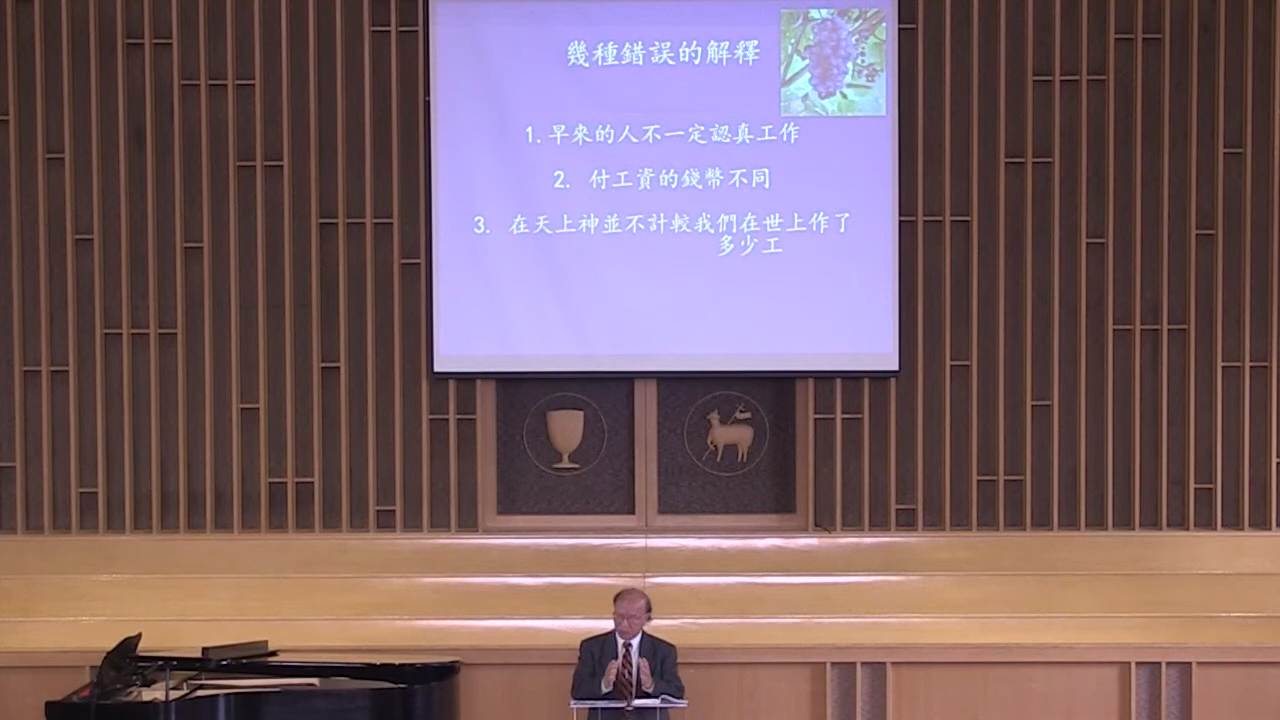 幾種錯誤的解釋
1.早來的人不一定認真工作
2. 付工資的錢幣不同
3. 在天上神並不計較我們在世上作了
多少工